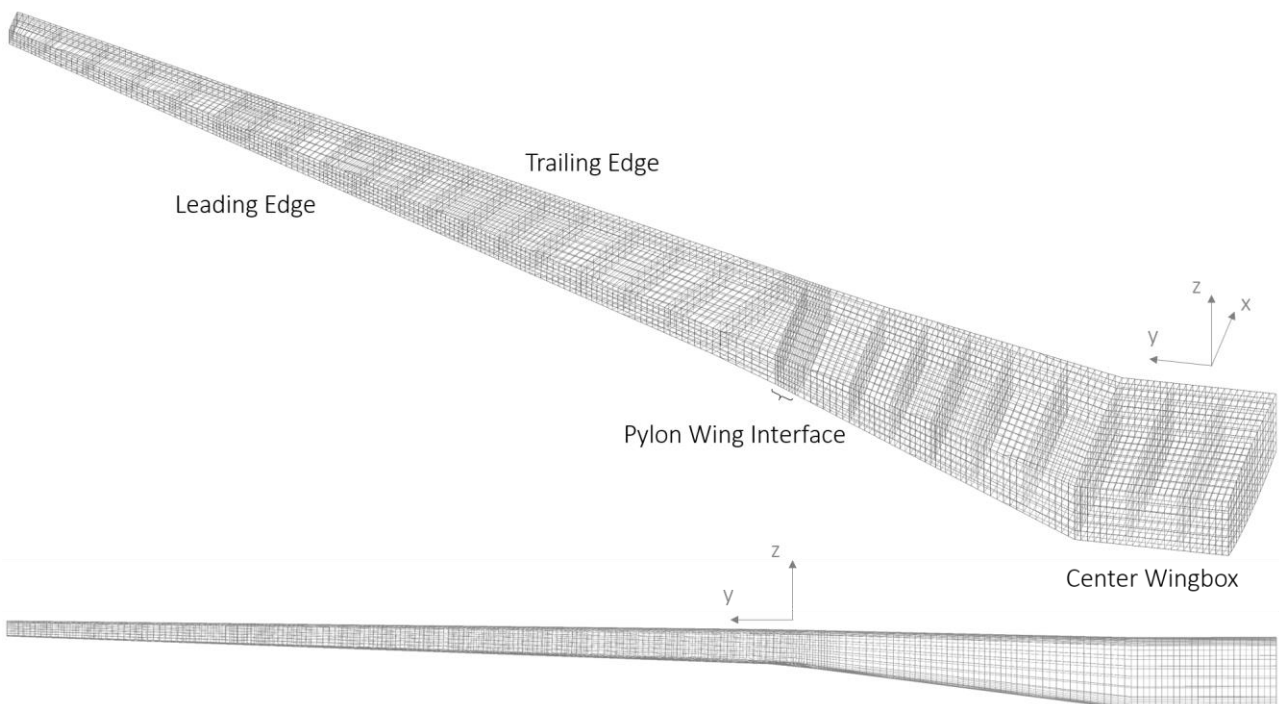 Trailing Edge
Leading Edge
z
x
y
Pylon Wing Interface
Center Wingbox
z
y